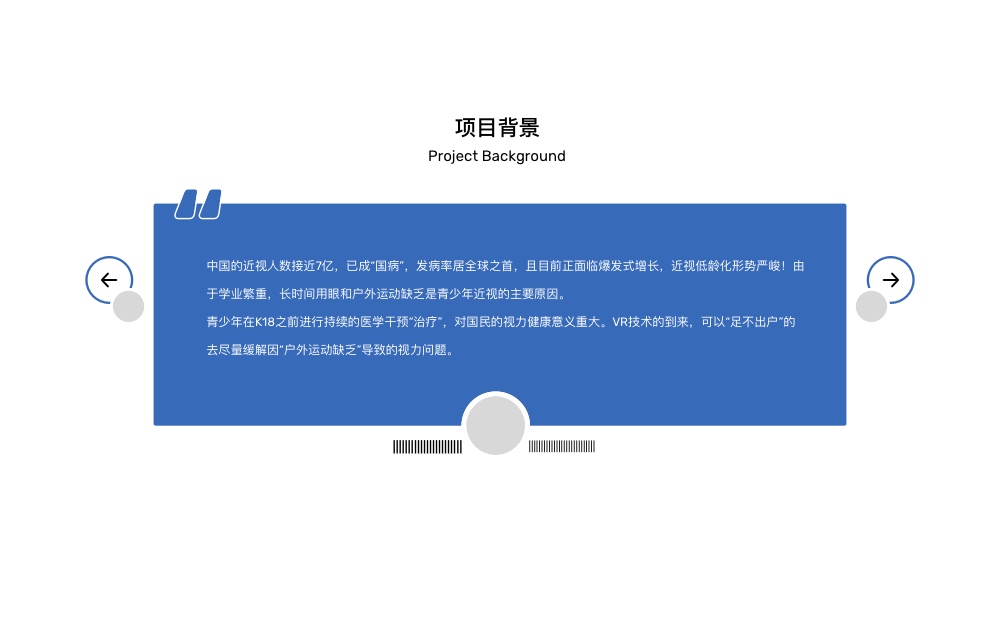 项目背景
Project Background
中国的近视人数接近7亿，已成“国病”，发病率居全球之首，且目前正面临爆发式增长，近视低龄化形势严峻！由
于学业繁重，长时间用眼和户外运动缺乏是青少年近视的主要原因。
青少年在K18之前进行持续的医学干预“治疗”，对国民的视力健康意义重大。VR技术的到来，可以“足不出户”的
去尽量缓解因“户外运动缺乏”导致的视力问题。